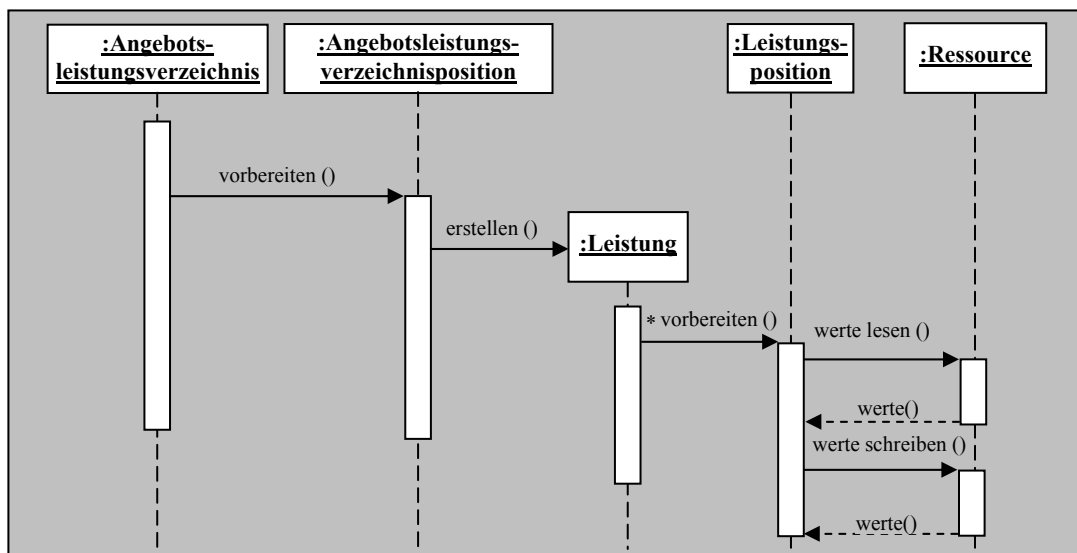 :Angebots-
leistungsverzeichnis
:Angebotsleistungs-
verzeichnisposition
:Leistungs-
position
:Ressource
vorbereiten ()
erstellen ()
:Leistung
* vorbereiten ()
werte lesen ()
werte()
werte schreiben ()
werte()